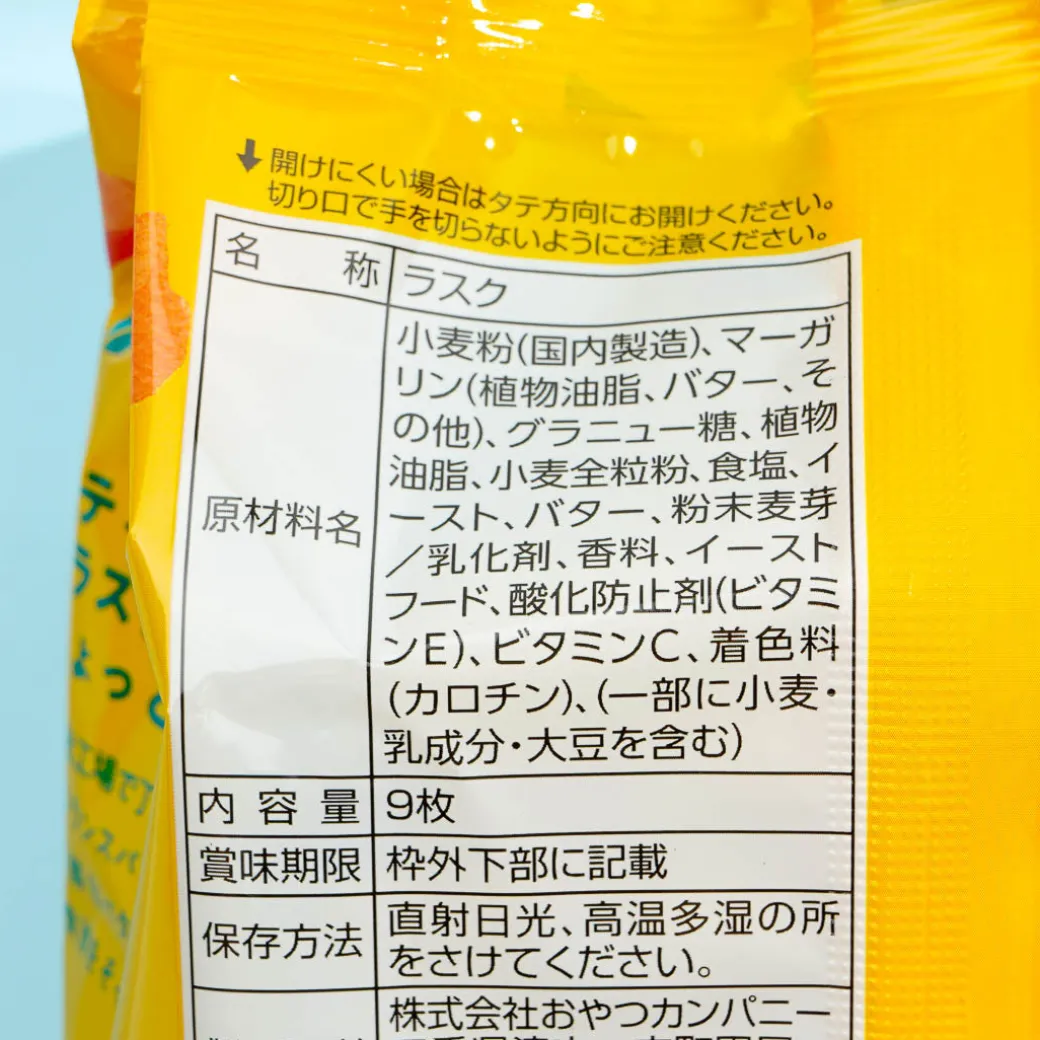 ↓開けにくい場合はタテ方向にお開けください。
切り口で手を切らないようにご注意ください。
名称 ラスク
原材料名
小麦粉(国内製造)、マーガ
リン(植物油脂、バター、そ
の他)、グラニュー糖、植物
油脂、小麦全粒粉、食塩、イ
ースト、バター、粉末麦芽
/乳化剤、香料、イースト
フード、酸化防止剤(ビタミ
ンE)、ビタミンC、着色料
(カロチン)、(一部に小麦・
乳成分・大豆を含む)
内容量 9枚
賞味期限 枠外下部に記載
保存方法 直射日光、高温多湿の所
をさけてください。
株式会社おやつカンパニー